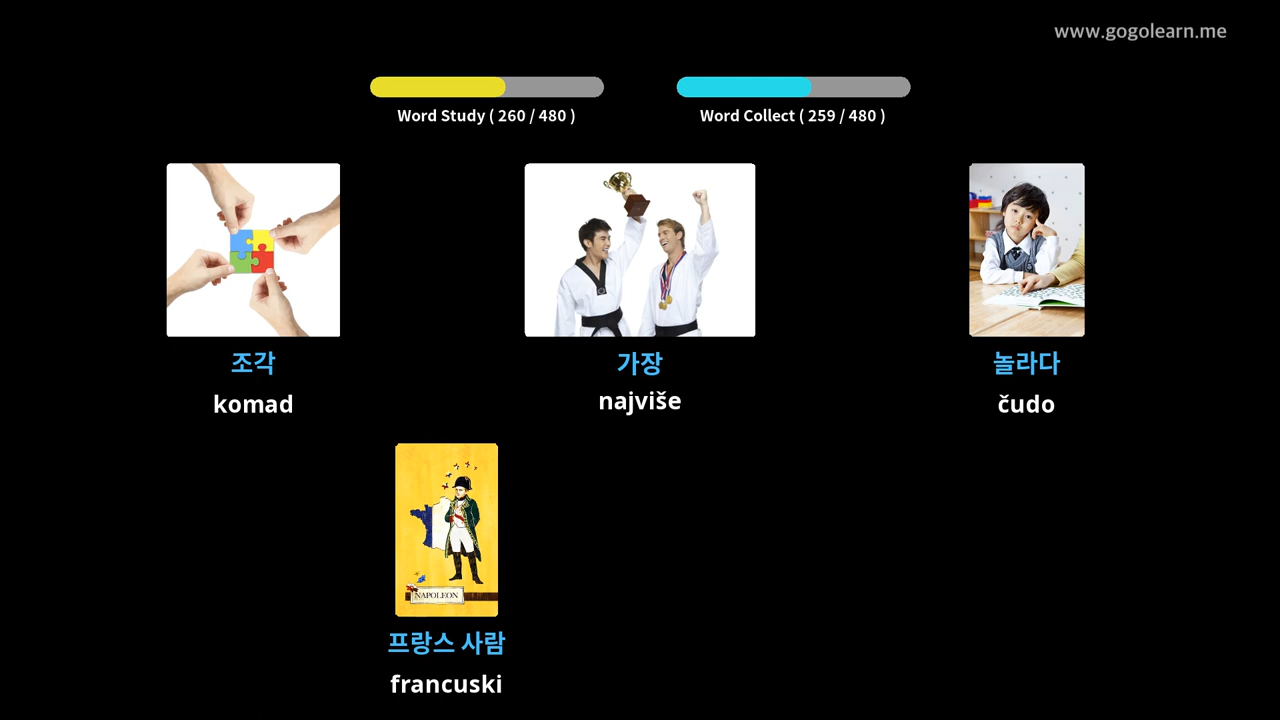 www.gogolearn.me
Word Study ( 260 / 480 )
Word Collect ( 259 / 480 )
조각
가장
놀라다
komad
najviše
čudo
NAPOLEON
프랑스 사람
francuski